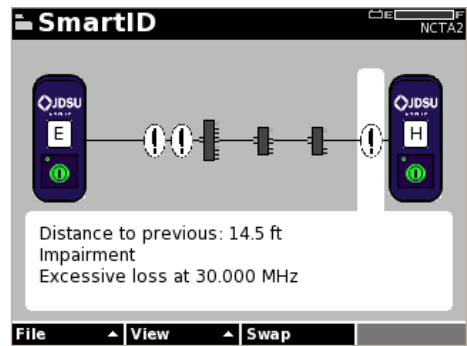 SmartID
E F
NCTA2
JDSU
JDSU
E
H
Distance to previous: 14.5 ft
Impairment
Excessive loss at 30.000 MHz
File
View
Swap